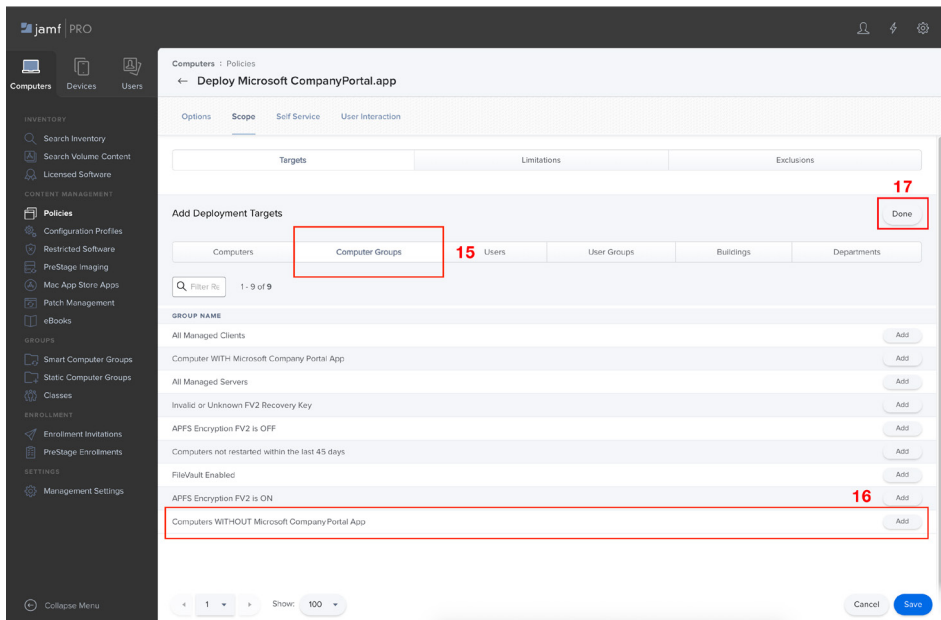 jamf PRO
Computers
Devices
Users
INVENTORY
Search Inventory
Search Volume Content
Licensed Software
CONTENT MANAGEMENT
Policies
Configuration Profiles
Restricted Software
PreStage Imaging
Mac App Store Apps
Patch Management
eBooks
GROUPS
Smart Computer Groups
Static Computer Groups
Classes
ENROLLMENT
Enrollment Invitations
PreStage Enrollments
SETTINGS
Management Settings
Collapse Menu
Computers : Policies
← Deploy Microsoft CompanyPortal.app
Options Scope Self Service User Interaction
Targets Limitations Exclusions
17
Add Deployment Targets Done
Computers Computer Groups 15 Users User Groups Buildings Departments
Filter Re 1 - 9 of 9
GROUP NAME
All Managed Clients Add
Computer WITH Microsoft Company Portal App Add
All Managed Servers Add
Invalid or Unknown FV2 Recovery Key Add
APFS Encryption FV2 is OFF Add
Computers not restarted within the last 45 days Add
FileVault Enabled Add
APFS Encryption FV2 is ON 16 Add
Computers WITHOUT Microsoft CompanyPortal App Add
1 Show: 100 Cancel Save